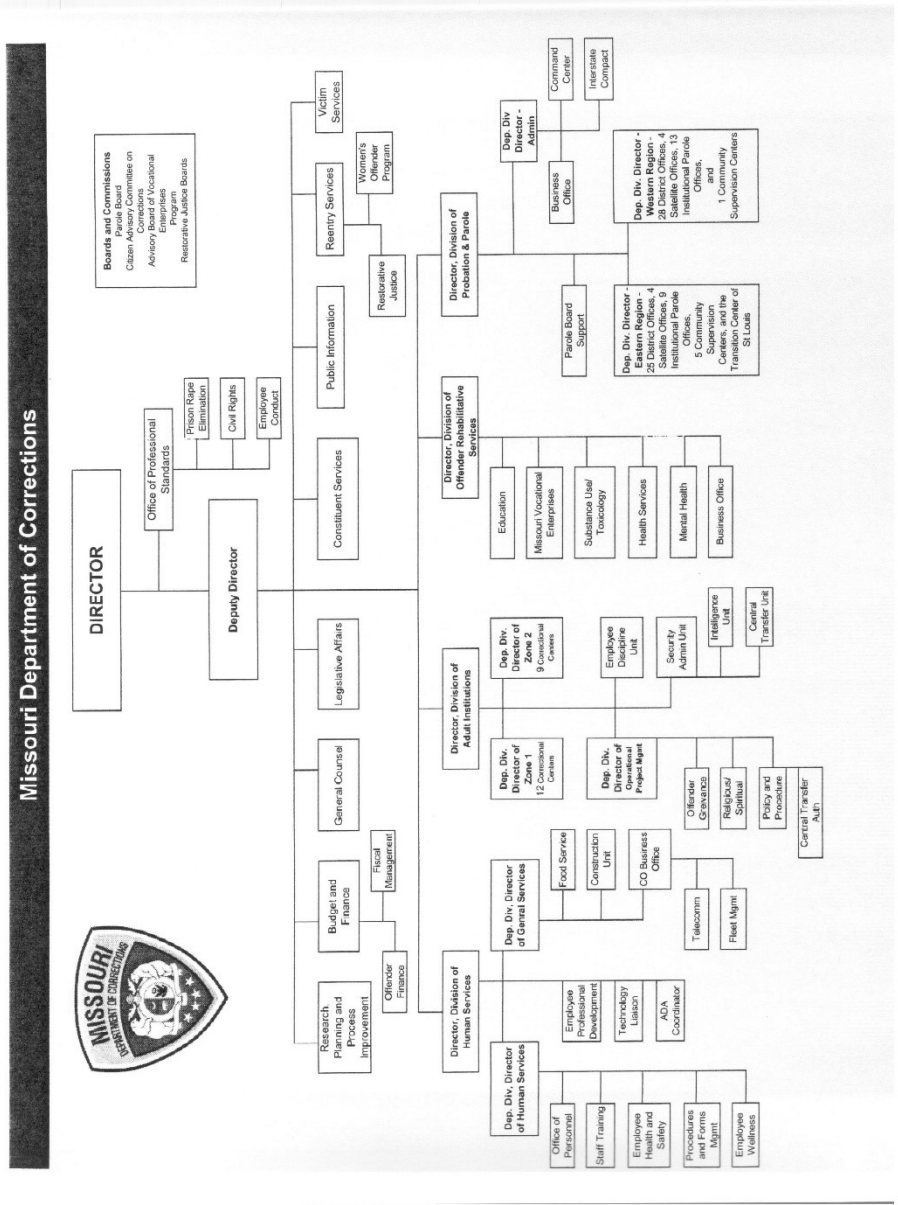 Missouri Department of Corrections
MISSOURI
DEPARTMENT OF CORRECTIONS
DIRECTOR
Boards and Commissions
Parole Board
Citizen Advisory Committee on
Corrections
Advisory Board of Vocational
Enterprises
Program
Restorative Justice Boards
Office of Professional
Standards
Prison Rape
Elimination
Civil Rights
Employee
Conduct
Deputy Director
Research,
Planning and
Process
Improvement
Budget and
Finance
Fiscal
Management
Offender
Finance
General Counsel
Legislative Affairs
Constituent Services
Public Information
Reentry Services
Women's
Offender
Program
Restorative
Justice
Victim
Services
Director, Division of
Human Services
Dep. Div, Director
of Human Services
Office of
Personnel
Staff Training
Employee
Health and
Safety
Procedures
and Forms
Mgmt
Employee
Wellness
Employee
Professional
Development
Technology
Liaison
ADA
Coordinator
Dep. Div, Director
of Genral Services
Food Service
Construction
Unit
CO Business
Office
Telecomm
Fleet Mgmt
Director, Division of
Adult Institutions
Dep. Div.
Director of
Zone 1
12 Correctional
Centers
Dep. Div.
Director of
Zone 2
9 Correctional
Centers
Dep. Div.
Director of
Operational
Project Mgmt
Employee
Discipline
Unit
Security
Admin Unit
Intelligence
Unit
Central
Transfer Unit
Offender
Grievance
Religious/
Spiritual
Policy and
Procedure
Central Transfer
Auth
Director, Division of
Offender Rehabilitative
Services
Education
Missouri Vocational
Enterprises
Substance Use/
Toxicology
Health Services
Mental Health
Business Office
Director, Division of
Probation & Parole
Dep. Div
Director -
Admin
Command
Center
Business
Office
Interstate
Compact
Parole Board
Support
Dep. Div. Director -
Eastern Region -
25 District Offices, 4
Satellite Offices, 9
Institutional Parole
Offices,
5 Community
Supervision
Centers, and the
Transition Center of
St Louis
Dep. Div. Director -
Western Region -
28 District Offices, 4
Satellite Offices, 13
Institutional Parole
Offices,
and
1 Community
Supervision Centers